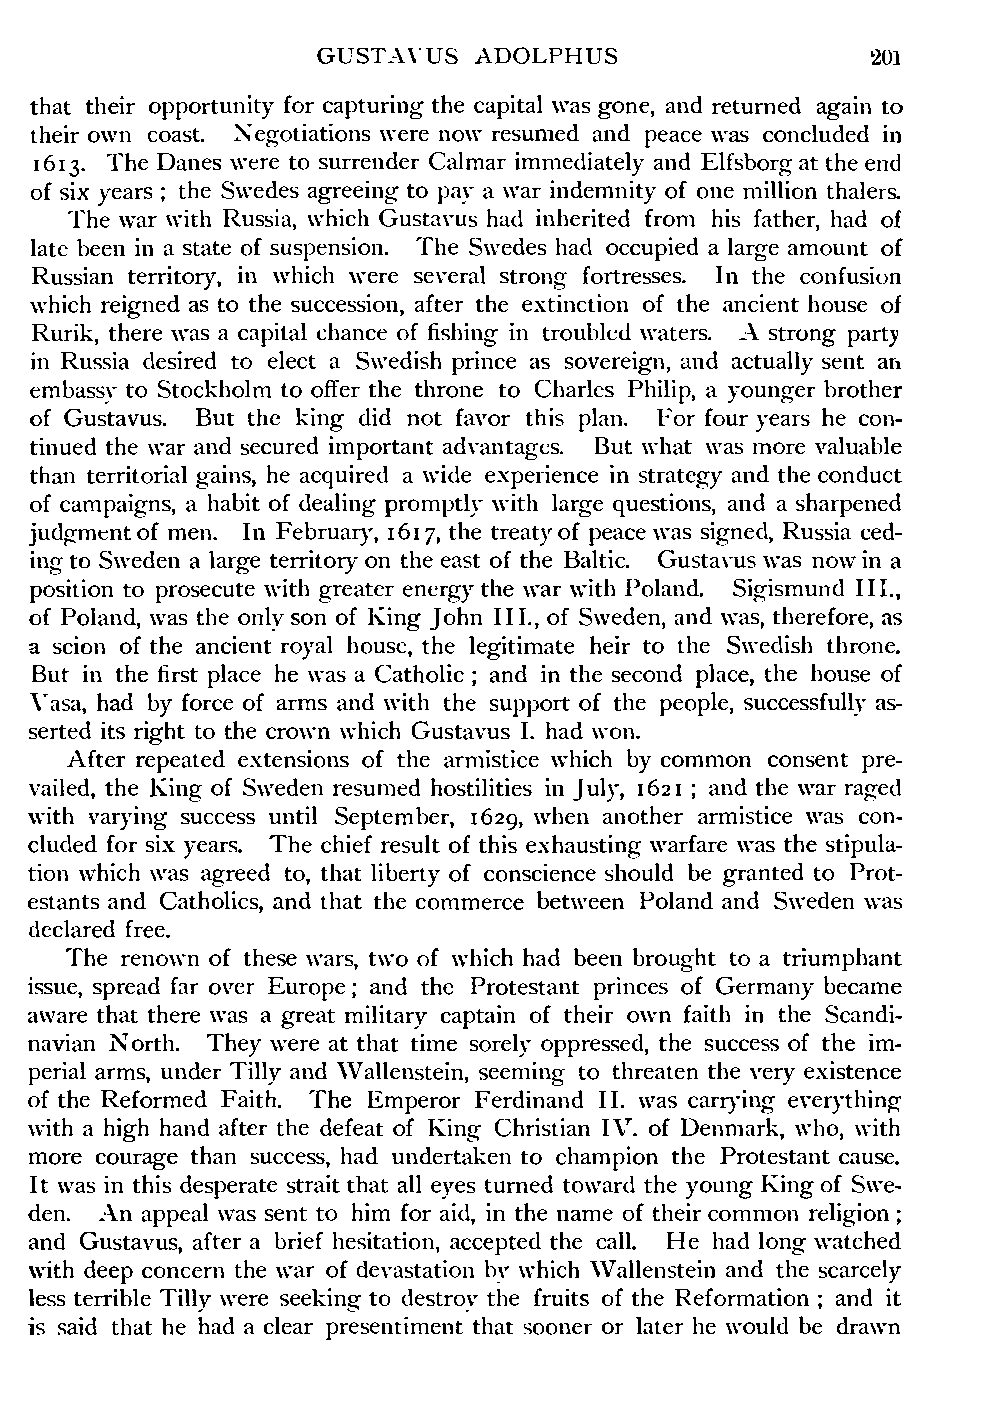 GUSTAVUS ADOLPHUS 201
that their opportunity for capturing the capital was gone, and returned again to
their own coast. Negotiations were now resumed and peace was concluded in
1613. The Danes were to surrender Calmar immediately and Elfsborg at the end
of six years ; the Swedes agreeing to pay a war indemnity of one million thalers.
The war with Russia, which Gustavus had inherited from his father, had of
late been in a state of suspension. The Swedes had occupied a large amount of
Russian territory, in which were several strong fortresses. In the confusion
which reigned as to the succession, after the extinction of the ancient house of
Rurik, there was a capital chance of fishing in troubled waters. A strong party
in Russia desired to elect a Swedish prince as sovereign, and actually sent an
embassy to Stockholm to offer the throne to Charles Philip, a younger brother
of Gustavus. But the king did not favor this plan. For four years he con-
tinued the war and secured important advantages. But what was more valuable
than territorial gains, he acquired a wide experience in strategy and the conduct
of campaigns, a habit of dealing promptly with large questions, and a sharpened
judgment of men. In February, 1617, the treaty of peace was signed, Russia ced-
ing to Sweden a large territory on the east of the Baltic. Gustavus was now in a
position to prosecute with greater energy the war with Poland. Sigismund III.,
of Poland, was the only son of King John III., of Sweden, and was, therefore, as
a scion of the ancient royal house, the legitimate heir to the Swedish throne.
But in the first place he was a Catholic ; and in the second place, the house of
Vasa, had by force of arms and with the support of the people, successfully as-
serted its right to the crown which Gustavus I. had won.
After repeated extensions of the armistice which by common consent pre-
vailed, the King of Sweden resumed hostilities in July, 1621 ; and the war raged
with varying success until September, 1629, when another armistice was con-
cluded for six years. The chief result of this exhausting warfare was the stipula-
tion which was agreed to, that liberty of conscience should be granted to Prot-
estants and Catholics, and that the commerce between Poland and Sweden was
declared free.
The renown of these wars, two of which had been brought to a triumphant
issue, spread far over Europe ; and the Protestant princes of Germany became
aware that there was a great military captain of their own faith in the Scandi-
navian North. They were at that time sorely oppressed, the success of the im-
perial arms, under Tilly and Wallenstein, seeming to threaten the very existence
of the Reformed Faith. The Emperor Ferdinand II. was carrying everything
with a high hand after the defeat of King Christian IV. of Denmark, who, with
more courage than success, had undertaken to champion the Protestant cause.
It was in this desperate strait that all eyes turned toward the young King of Swe-
den. An appeal was sent to him for aid, in the name of their common religion ;
and Gustavus, after a brief hesitation, accepted the call. He had long watched
with deep concern the war of devastation by which Wallenstein and the scarcely
less terrible Tilly were seeking to destroy the fruits of the Reformation ; and it
is said that he had a clear presentiment that sooner or later he would be drawn